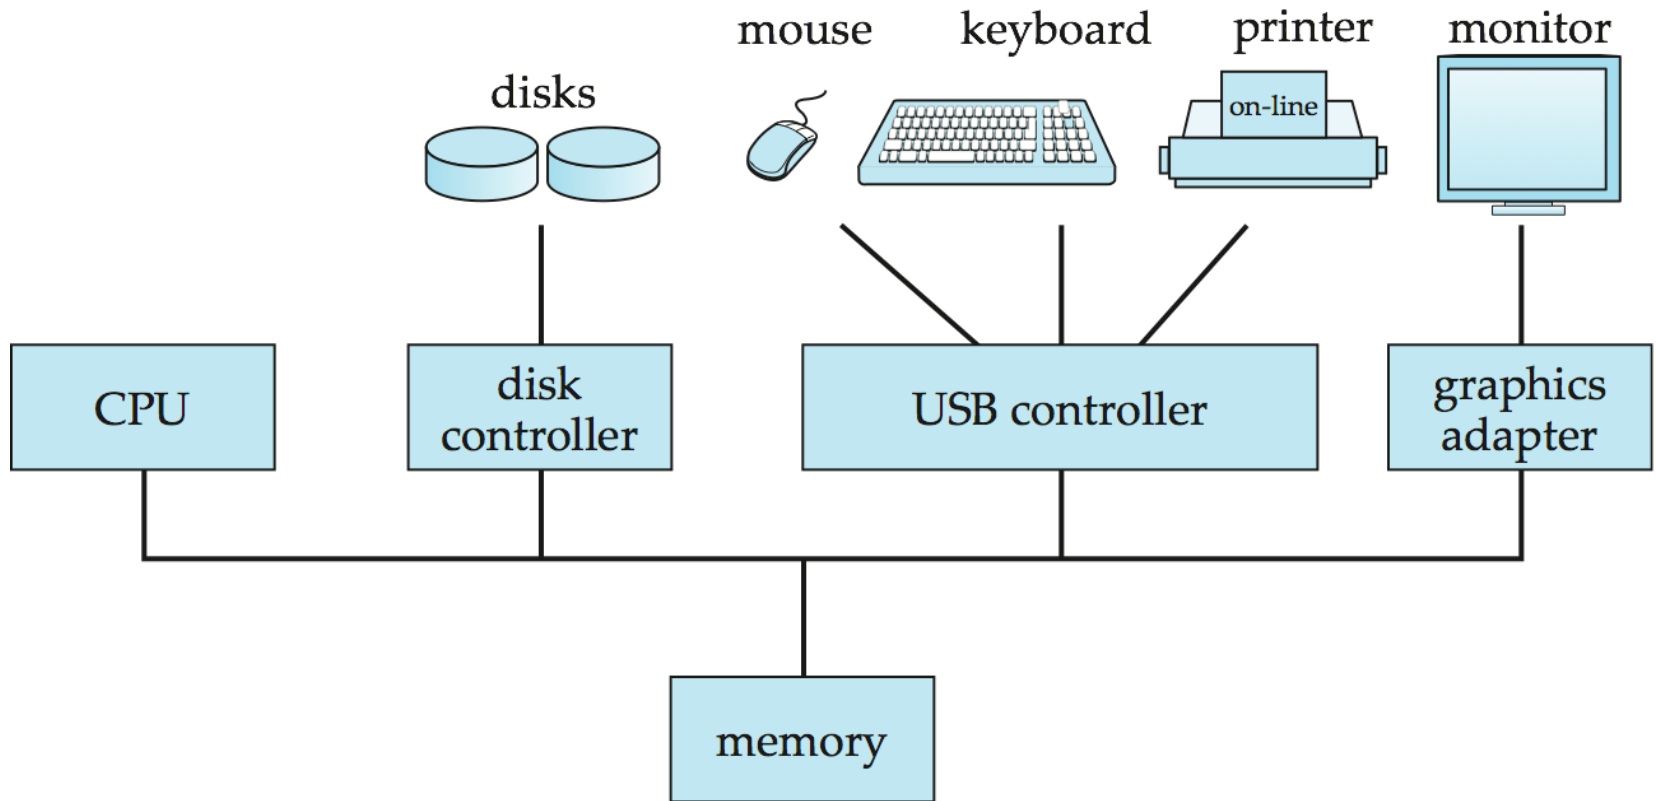 mouse
keyboard
printer
monitor
disks
on-line
CPU
disk
controller
USB controller
graphics
adapter
memory